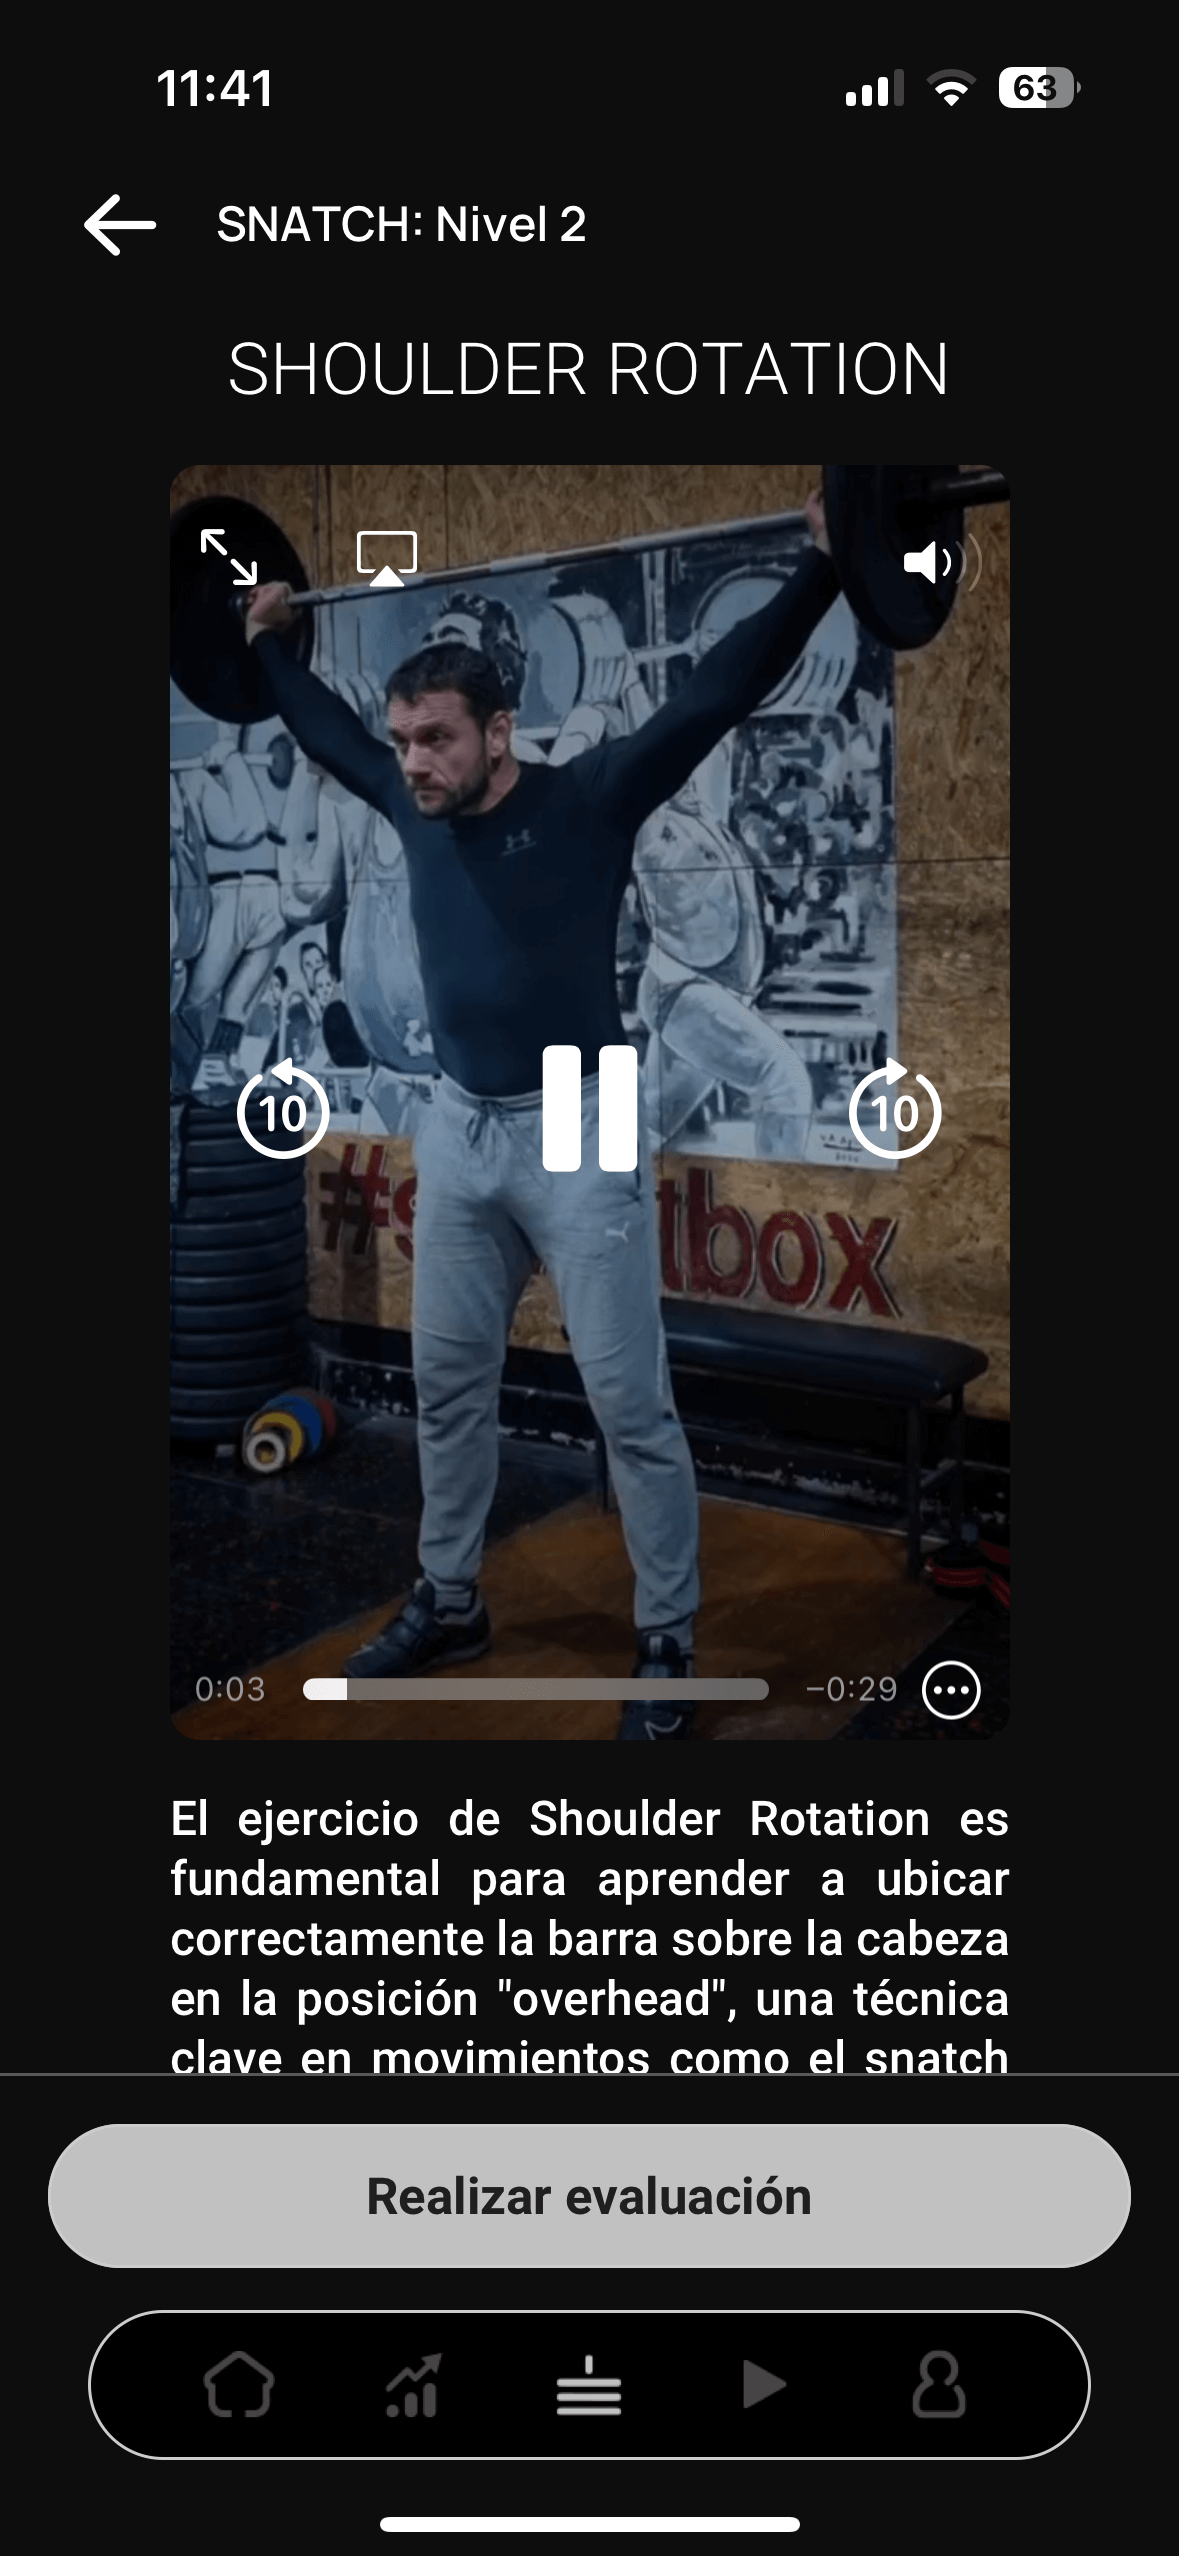 11:41
63
SNATCH: Nivel 2
SHOULDER ROTATION
10
10
tbox
0:03
−0:29
El ejercicio de Shoulder Rotation es
fundamental para aprender a ubicar
correctamente la barra sobre la cabeza
en la posición "overhead", una técnica
clave en movimientos como el snatch
Realizar evaluación